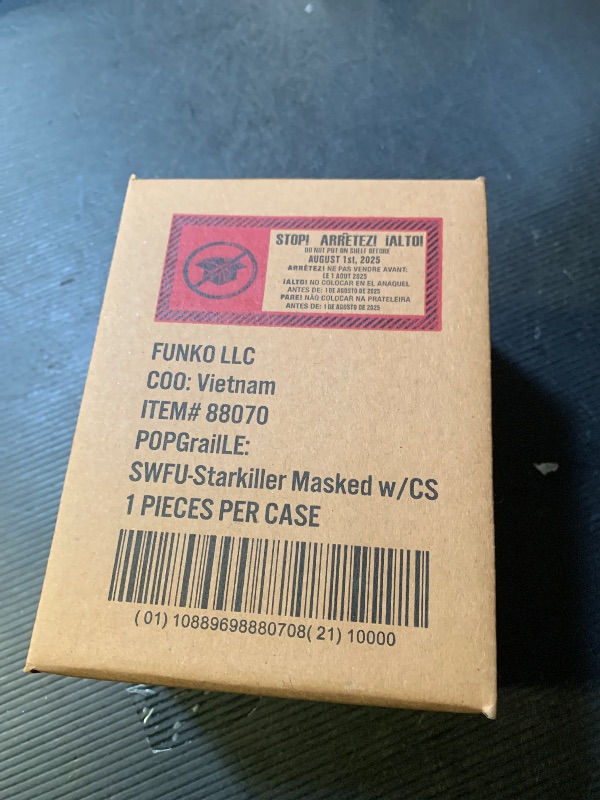 STOP! ARRÊTEZ! ¡ALTO!
DO NOT PUT ON SHELF BEFORE
AUGUST 1st, 2025
ARRÊTEZ! NE PAS VENDRE AVANT:
LE 1 AOUT 2025
¡ALTO! NO COLOCAR EN EL ANAQUEL
ANTES DE: 1 DE AGOSTO DE 2025
PARE! NÃO COLOCAR NA PRATELEIRA
ANTES DE: 1 DE AGOSTO DE 2025
FUNKO LLC
COO: Vietnam
ITEM# 88070
POPGrailLE:
SWFU-Starkiller Masked w/CS
1 PIECES PER CASE
( 01) 10889698880708( 21) 10000